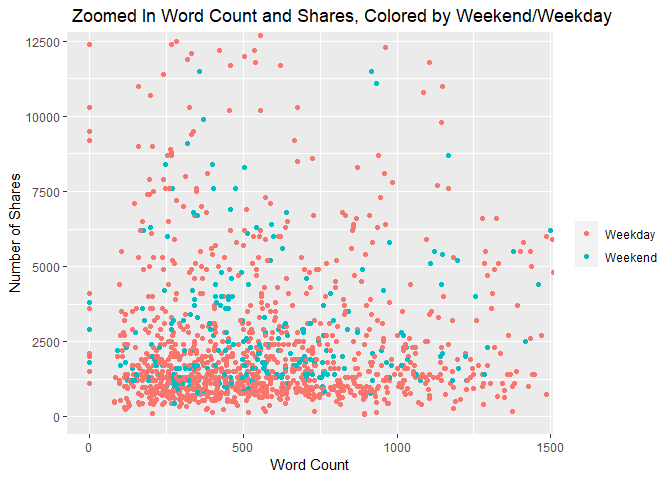 Zoomed In Word Count and Shares, Colored by Weekend/Weekday
12500
10000
7500
5000
2500
0
Number of Shares
0 500 1000 1500
Word Count
Weekday
Weekend